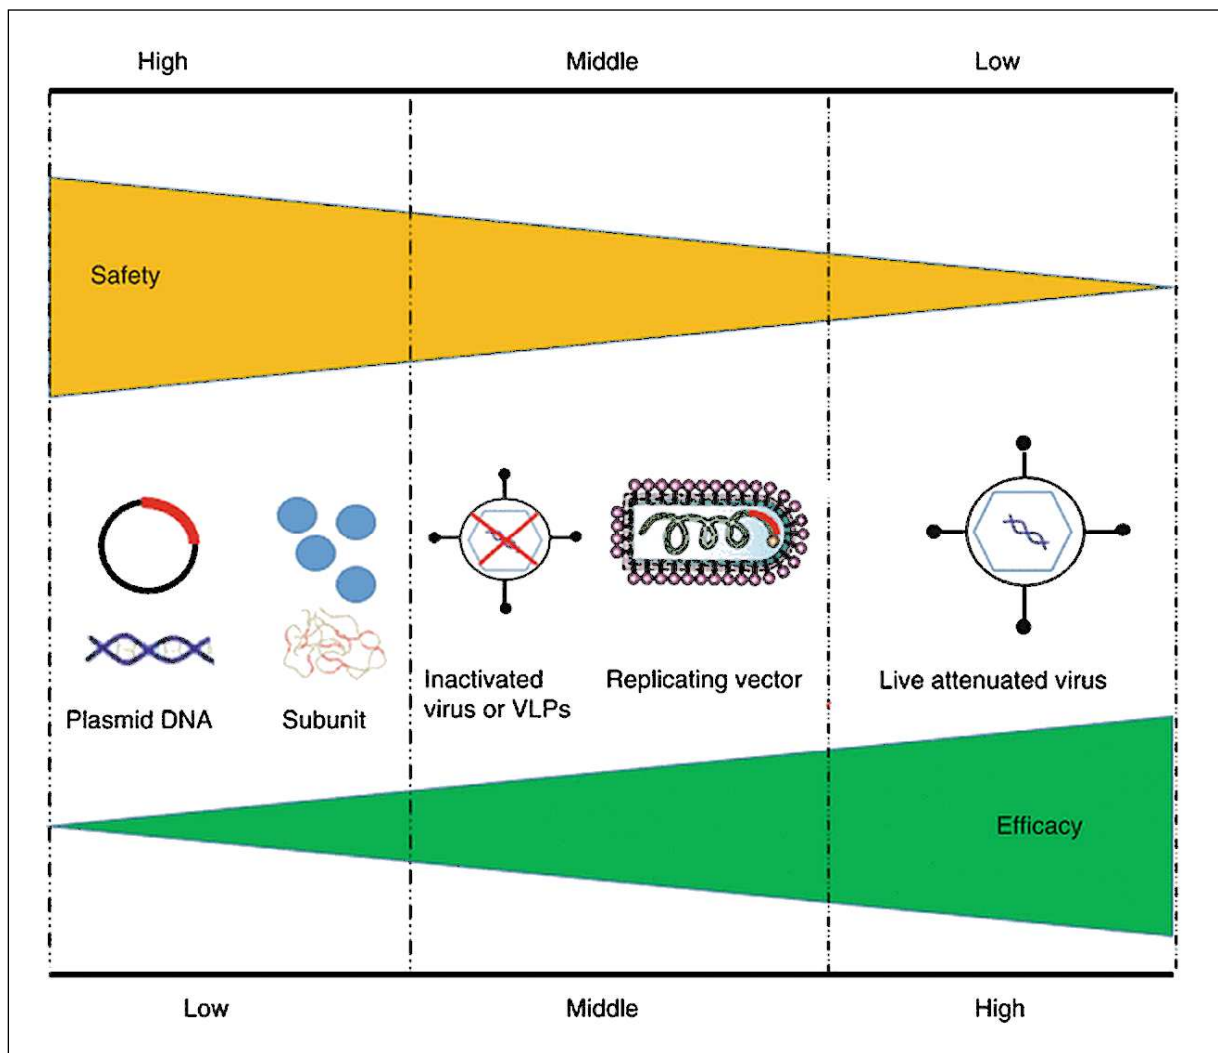 High Middle Low
Safety
Inactivated Replicating vector Live attenuated virus
virus or VLPs
Plasmid DNA Subunit
Efficacy
Low Middle High